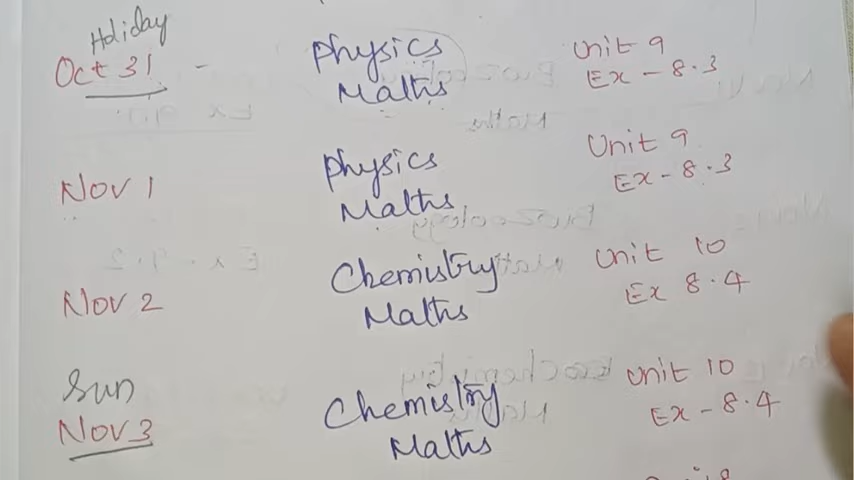 Holiday
Oct 31 - Physics Unit 9
Maths Ex - 8.3
Nov 1 Physics Unit 9
Maths Ex - 8.3
Nov 2 Chemistry Unit 10
Maths Ex 8.4
Sun
Nov 3 Chemistry Unit 10
Maths Ex - 8.4